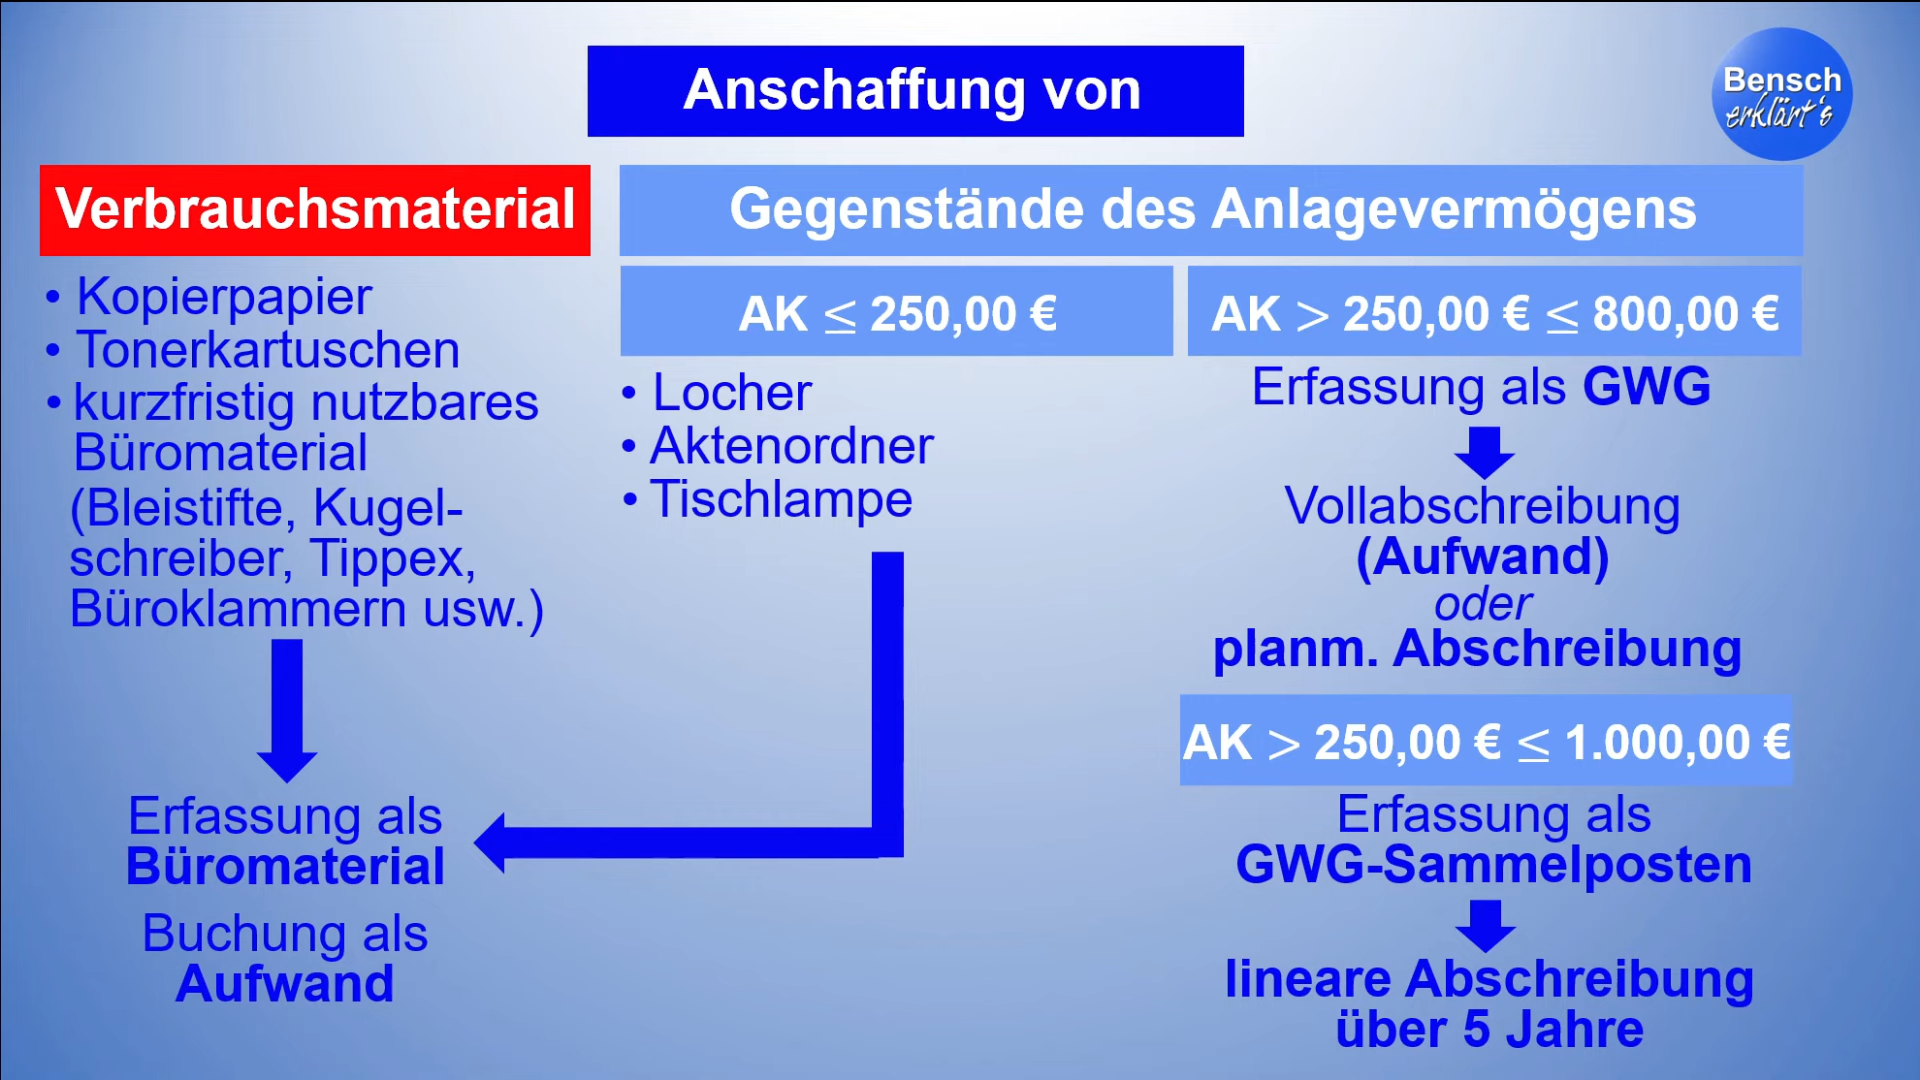 Anschaffung von
Bensch
erklärt's
Verbrauchsmaterial
• Kopierpapier
• Tonerkartuschen
• kurzfristig nutzbares
Büromaterial
(Bleistifte, Kugel-
schreiber, Tippex,
Büroklammern usw.)
Erfassung als
Büromaterial
Buchung als
Aufwand
Gegenstände des Anlagevermögens
AK ≤ 250,00 €
• Locher
• Aktenordner
• Tischlampe
AK > 250,00 € ≤ 800,00 €
Erfassung als GWG
Vollabschreibung
(Aufwand)
oder
planm. Abschreibung
AK > 250,00 € ≤ 1.000,00 €
Erfassung als
GWG-Sammelposten
lineare Abschreibung
über 5 Jahre